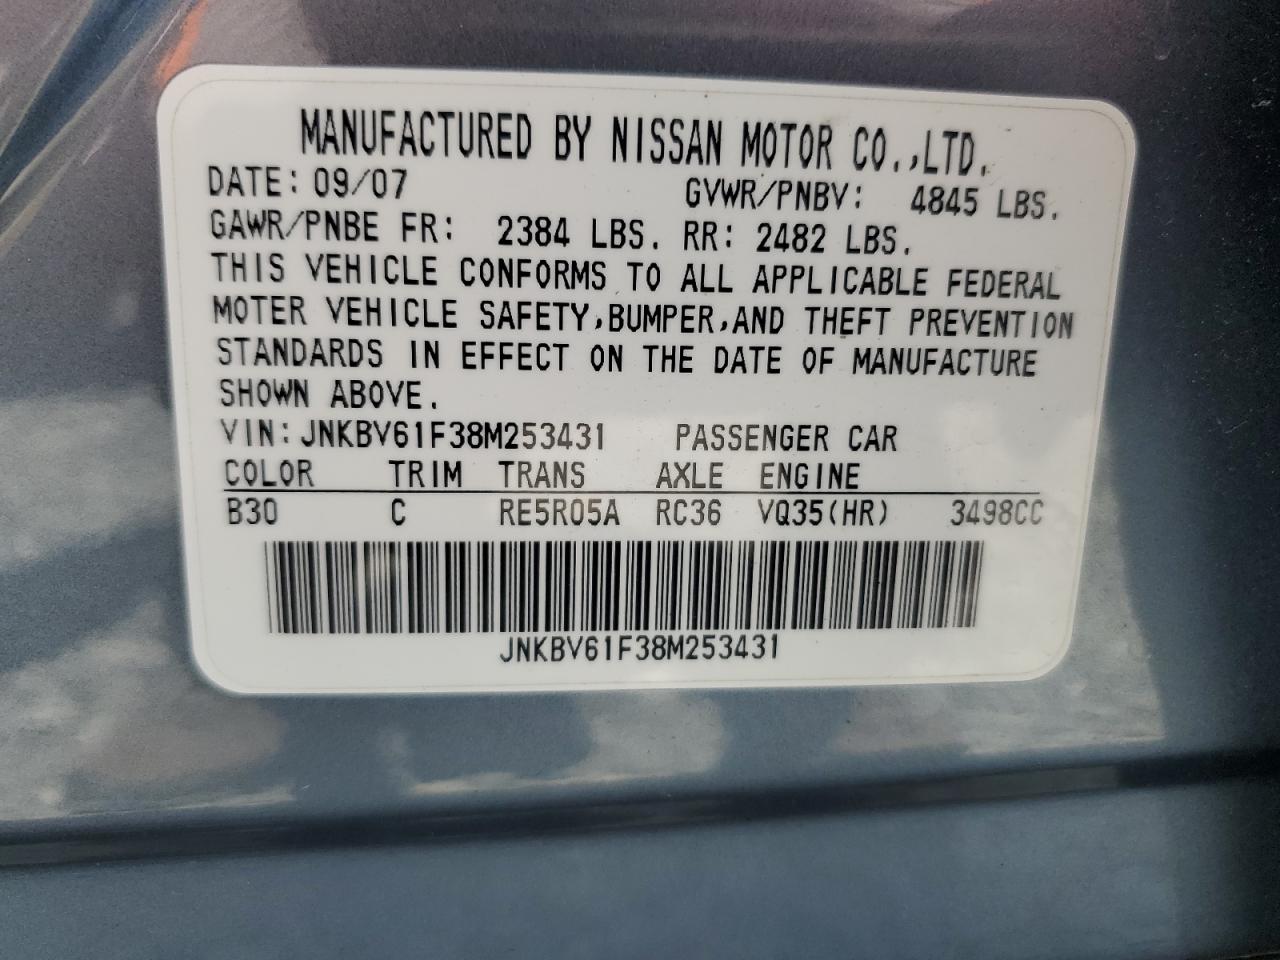 MANUFACTURED BY NISSAN MOTOR CO.,LTD.
DATE: 09/07 GVWR/PNBV: 4845 LBS.
GAWR/PNBE FR: 2384 LBS. RR: 2482 LBS.
THIS VEHICLE CONFORMS TO ALL APPLICABLE FEDERAL
MOTER VEHICLE SAFETY,BUMPER,AND THEFT PREVENTION
STANDARDS IN EFFECT ON THE DATE OF MANUFACTURE
SHOWN ABOVE.
VIN: JNKBV61F38M253431 PASSENGER CAR
COLOR TRIM TRANS AXLE ENGINE
B30 C RE5R05A RC36 VQ35(HR) 3498CC
JNKBV61F38M253431